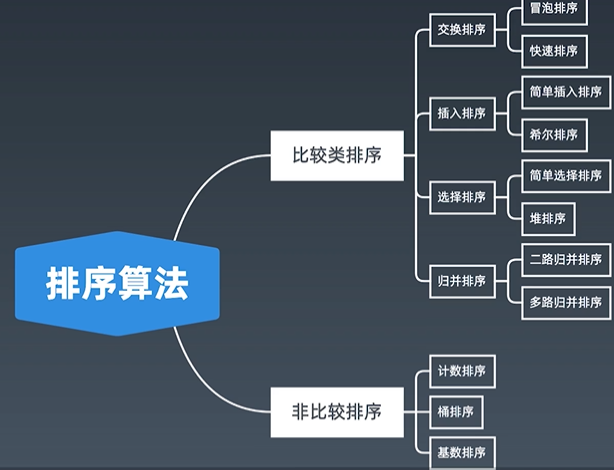 排序算法
比较类排序
交换排序
冒泡排序
快速排序
插入排序
简单插入排序
希尔排序
选择排序
简单选择排序
堆排序
归并排序
二路归并排序
多路归并排序
非比较排序
计数排序
桶排序
基数排序